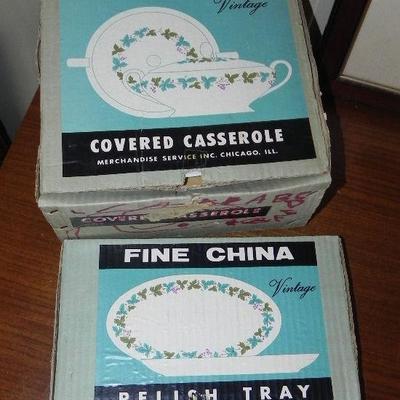 Vintage
COVERED CASSEROLE
MERCHANDISE SERVICE INC. CHICAGO. ILL.
COVERED CASSEROLE
FINE CHINA
Vintage
RELISH TRAY